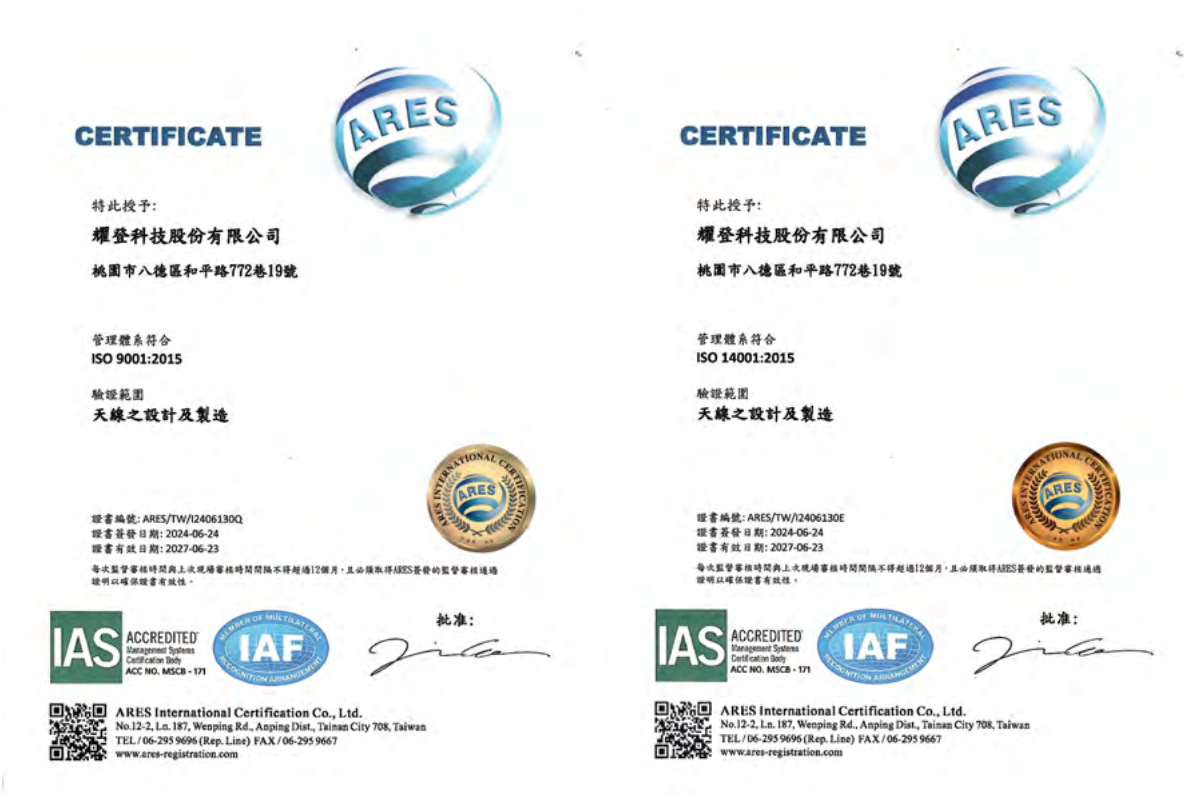 CERTIFICATE
ARES
特此授予:
耀登科技股份有限公司
桃園市八德區和平路772巷19號
管理體系符合
ISO 9001:2015
驗證範圍
天線之設計及製造
ARES INTERNATIONAL CERTIFICATION
ARES
證書編號: ARES/TW/I2406130Q
證書簽發日期: 2024-06-24
證書有效日期: 2027-06-23
每次監督審核時間與上次現場審核時間間隔不得超過12個月，且必須取得ARES簽發的監督審核通過
證明以確保證書有效性。
IAS
ACCREDITED
Management Systems
Certification Body
ACC NO. MSCB - 171
MEMBER OF MULTILATERAL
IAF
RECOGNITION ARRANGEMENT
批准:
ARES International Certification Co., Ltd.
No.12-2, Ln. 187, Wenping Rd., Anping Dist., Tainan City 708, Taiwan
TEL / 06-295 9696 (Rep. Line) FAX / 06-295 9667
www.ares-registration.com
CERTIFICATE
ARES
特此授予:
耀登科技股份有限公司
桃園市八德區和平路772巷19號
管理體系符合
ISO 14001:2015
驗證範圍
天線之設計及製造
ARES INTERNATIONAL CERTIFICATION
ARES
證書編號: ARES/TW/I2406130E
證書簽發日期: 2024-06-24
證書有效日期: 2027-06-23
每次監督審核時間與上次現場審核時間間隔不得超過12個月，且必須取得ARES簽發的監督審核通過
證明以確保證書有效性。
IAS
ACCREDITED
Management Systems
Certification Body
ACC NO. MSCB - 171
MEMBER OF MULTILATERAL
IAF
RECOGNITION ARRANGEMENT
批准:
ARES International Certification Co., Ltd.
No.12-2, Ln. 187, Wenping Rd., Anping Dist., Tainan City 708, Taiwan
TEL / 06-295 9696 (Rep. Line) FAX / 06-295 9667
www.ares-registration.com